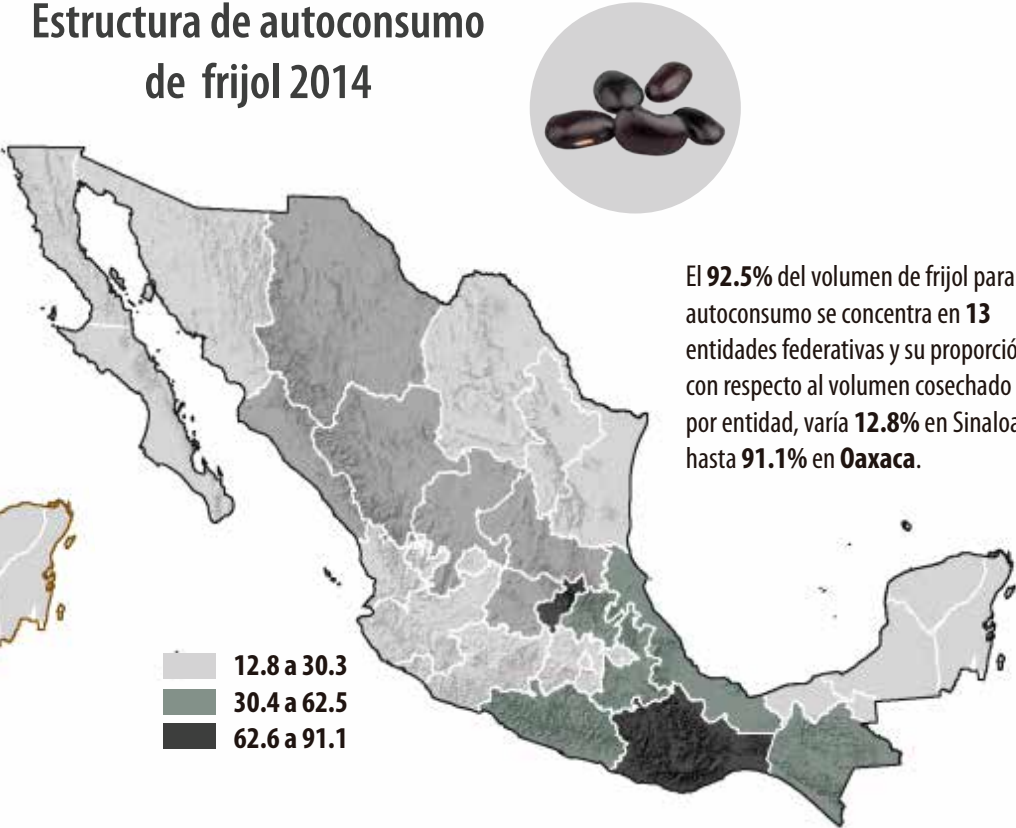 Estructura de autoconsumo
de frijol 2014
El 92.5% del volumen de frijol para
autoconsumo se concentra en 13
entidades federativas y su proporció
con respecto al volumen cosechado
por entidad, varía 12.8% en Sinaloa
hasta 91.1% en Oaxaca.
12.8 a 30.3
30.4 a 62.5
62.6 a 91.1